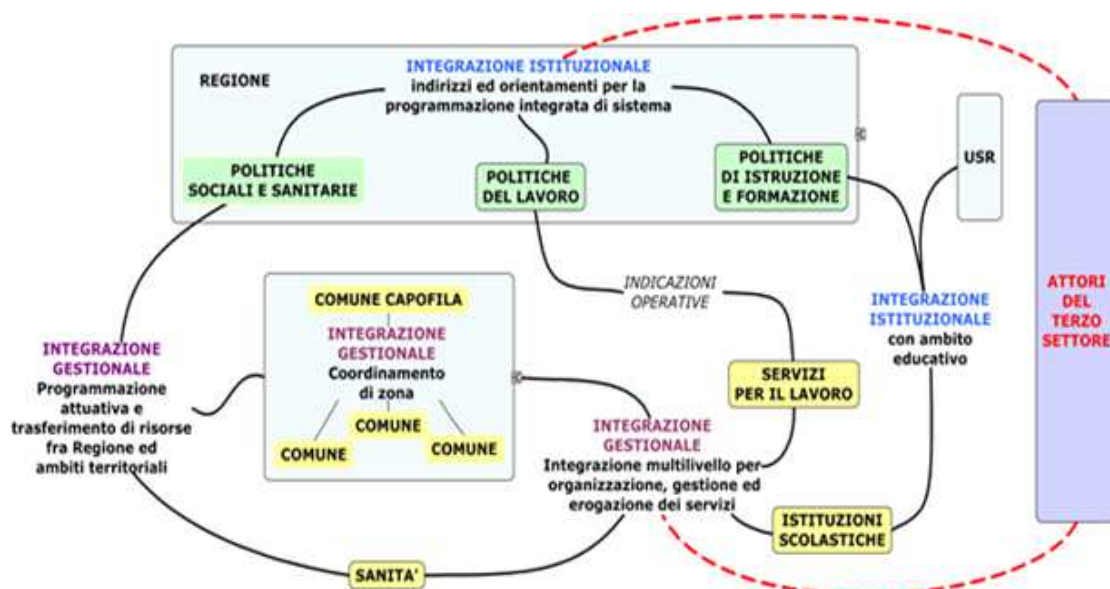 REGIONE
INTEGRAZIONE ISTITUZIONALE
indirizzi ed orientamenti per la
programmazione integrata di sistema
POLITICHE
SOCIALI E SANITARIE
POLITICHE
DEL LAVORO
POLITICHE
DI ISTRUZIONE
E FORMAZIONE
USR
ATTORI
DEL
TERZO
SETTORE
INDICAZIONI
OPERATIVE
INTEGRAZIONE
ISTITUZIONALE
con ambito
educativo
COMUNE CAPOFILA
INTEGRAZIONE
GESTIONALE
Coordinamento
di zona
COMUNE
COMUNE
COMUNE
INTEGRAZIONE
GESTIONALE
Programmazione
attuativa e
trasferimento di risorse
fra Regione ed
ambiti territoriali
SERVIZI
PER IL LAVORO
INTEGRAZIONE
GESTIONALE
Integrazione multilivello per
organizzazione, gestione ed
erogazione dei servizi
ISTITUZIONI
SCOLASTICHE
SANITA'